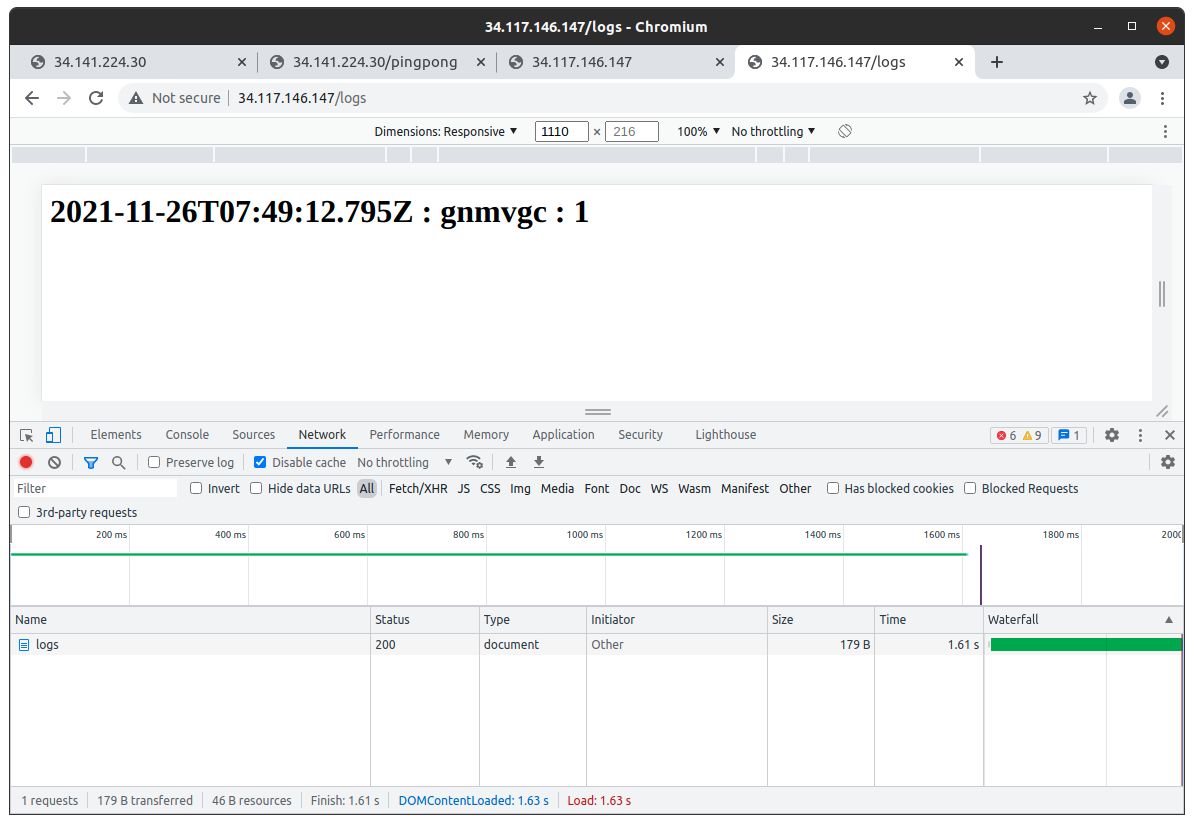 34.117.146.147/logs - Chromium
34.141.224.30 34.141.224.30/pingpong 34.117.146.147 34.117.146.147/logs
Not secure 34.117.146.147/logs
Dimensions: Responsive 1110 × 216 100% No throttling
2021-11-26T07:49:12.795Z : gnmvgc : 1
Elements Console Sources Network Performance Memory Application Security Lighthouse 6 9 1
Preserve log Disable cache No throttling
Filter Invert Hide data URLs All Fetch/XHR JS CSS Img Media Font Doc WS Wasm Manifest Other Has blocked cookies Blocked Requests
3rd-party requests
200 ms 400 ms 600 ms 800 ms 1000 ms 1200 ms 1400 ms 1600 ms 1800 ms 2000
Name Status Type Initiator Size Time Waterfall
logs 200 document Other 179 B 1.61 s
1 requests 179 B transferred 46 B resources Finish: 1.61 s DOMContentLoaded: 1.63 s Load: 1.63 s